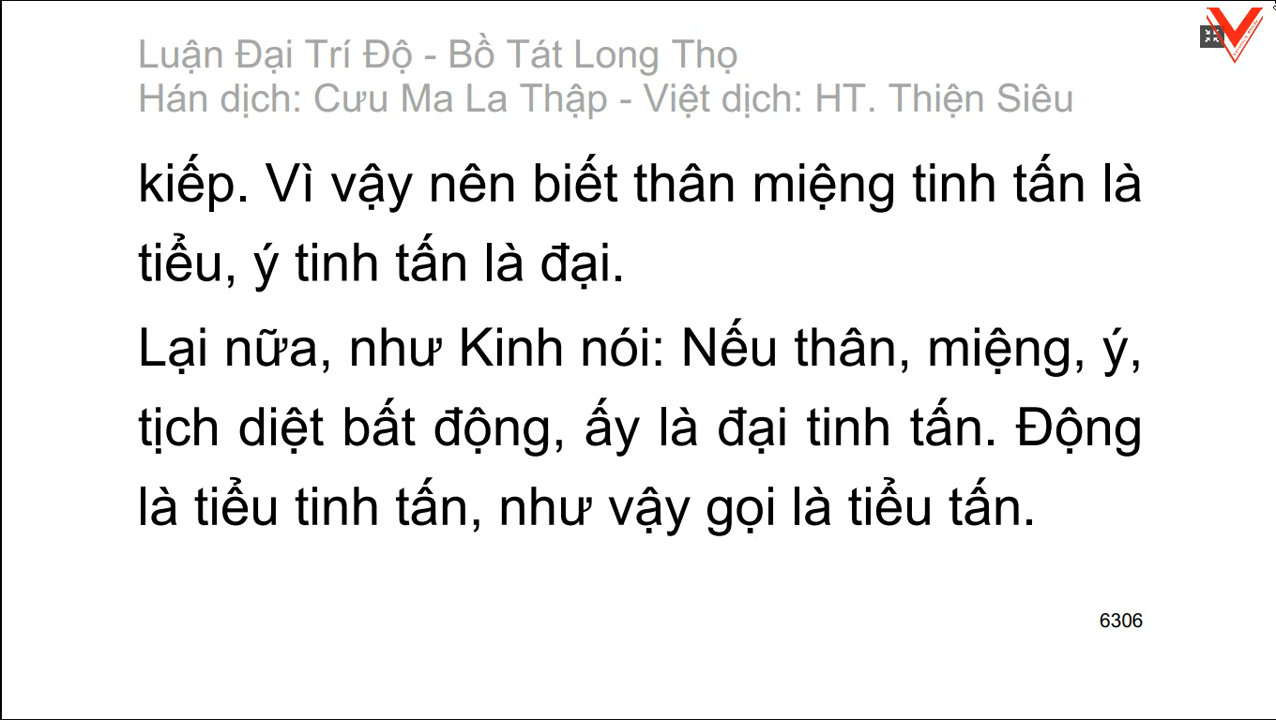 Luận Đại Trí Độ - Bồ Tát Long Thọ
Hán dịch: Cưu Ma La Thập - Việt dịch: HT. Thiện Siêu
kiếp. Vì vậy nên biết thân miệng tinh tấn là
tiểu, ý tinh tấn là đại.
Lại nữa, như Kinh nói: Nếu thân, miệng, ý,
tịch diệt bất động, ấy là đại tinh tấn. Động
là tiểu tinh tấn, như vậy gọi là tiểu tấn.
6306